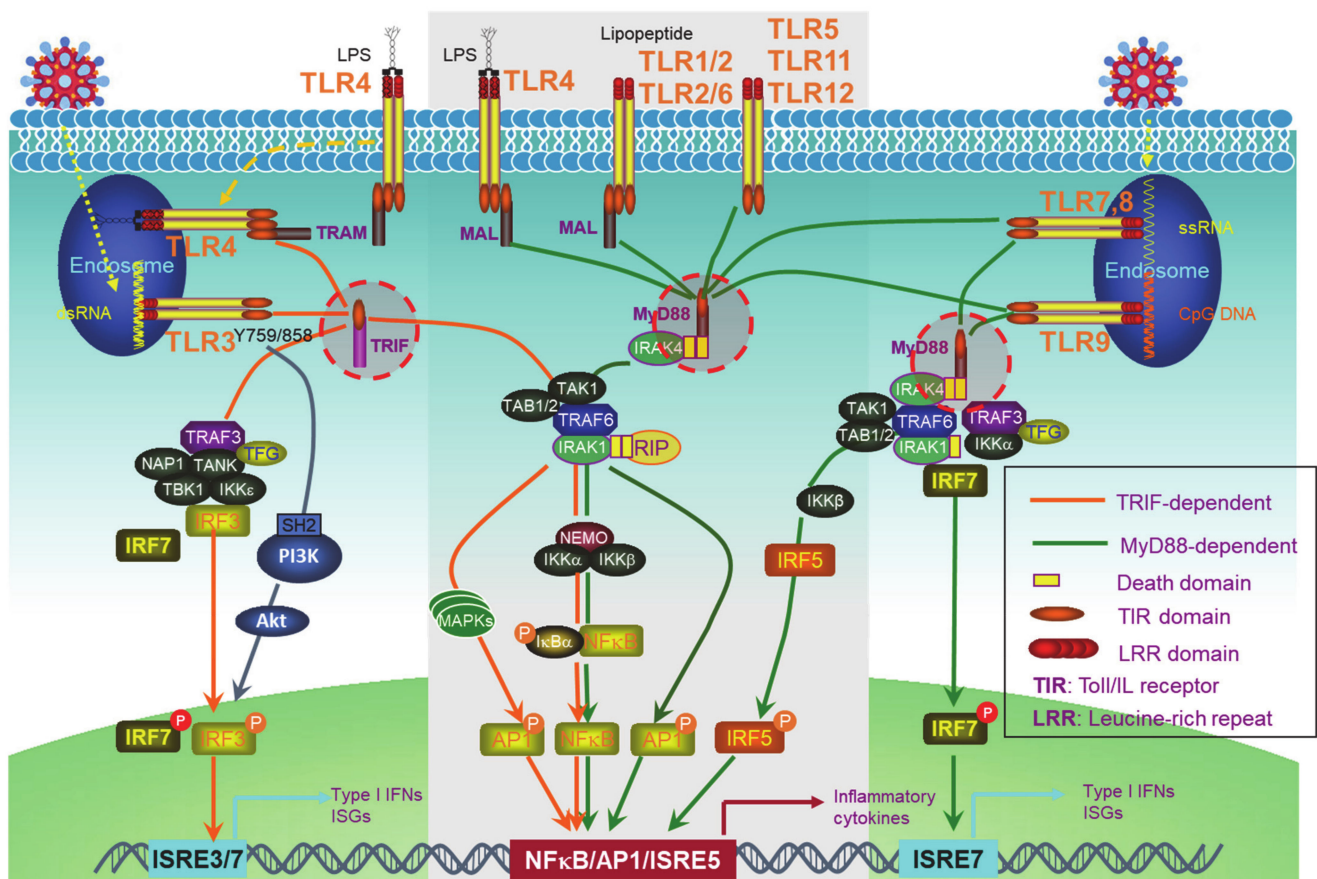 LPS
TLR4
LPS
TLR4
Lipopeptide
TLR1/2
TLR2/6
TLR5
TLR11
TLR12
TLR4
TRAM
Endosome
dsRNA
TLR3
Y759/858
TRIF
MAL
MAL
MyD88
IRAK4
TLR7,8
ssRNA
Endosome
CpG DNA
TLR9
MyD88
IRAK4
TAK1
TAB1/2
TRAF6
IRAK1
RIP
TAK1
TAB1/2
TRAF6
IRAK1
TRAF3
IKKα
TFG
IRF7
TRAF3
TFG
NAP1
TANK
TBK1
IKKε
IRF3
IRF7
SH2
PI3K
Akt
NEMO
IKKα
IKKβ
MAPKs
P
IκBα
NFκB
IKKβ
IRF5
TRIF-dependent
MyD88-dependent
Death domain
TIR domain
LRR domain
TIR: Toll/IL receptor
LRR: Leucine-rich repeat
IRF7
P
IRF3
P
AP1
P
NFκB
AP1
P
IRF5
P
IRF7
P
Type I IFNs
ISGs
Inflammatory
cytokines
Type I IFNs
ISGs
ISRE3/7
NFκB/AP1/ISRE5
ISRE7